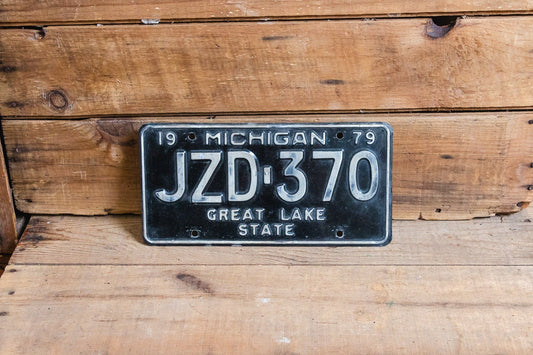 19 MICHIGAN 79
JZD-370
GREAT LAKE
STATE